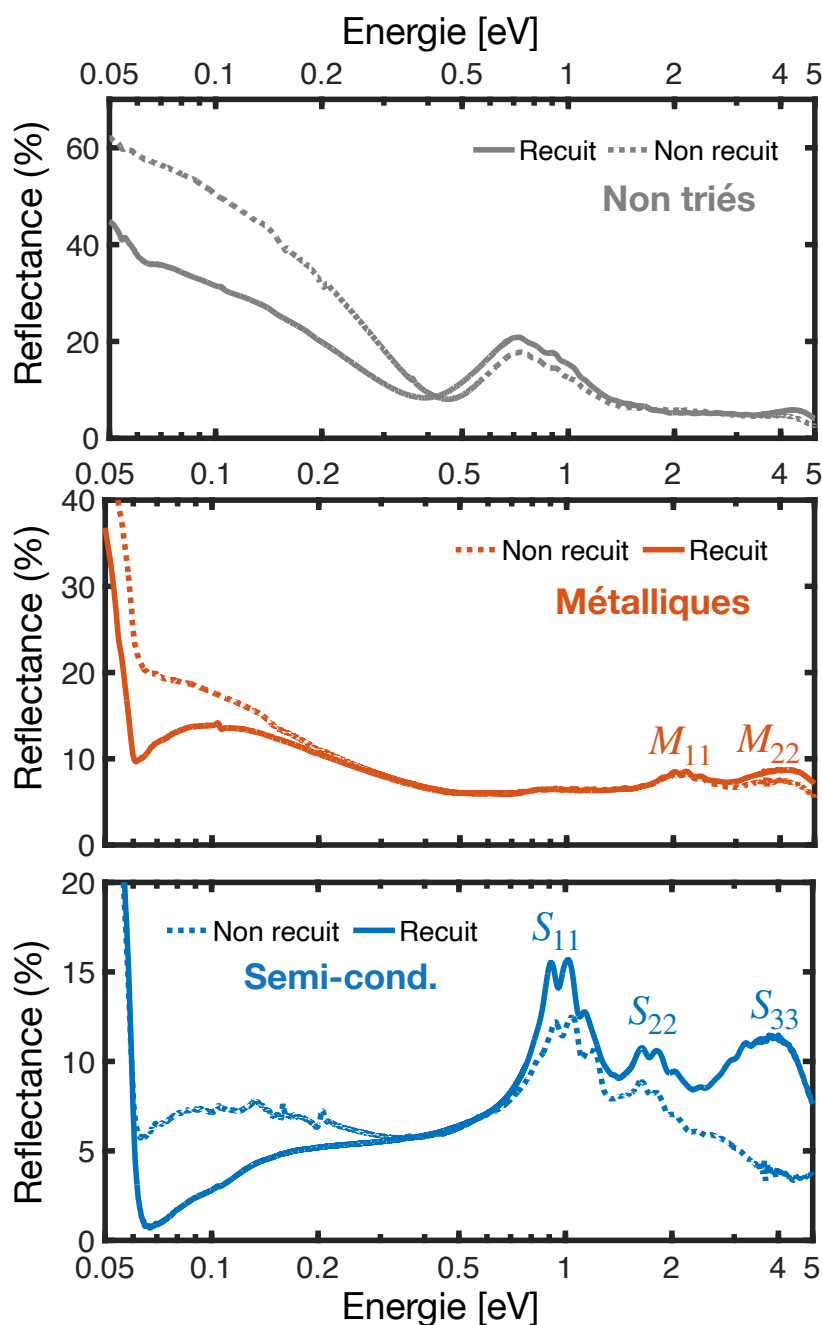 Energie [eV]
0.05 0.1 0.2 0.5 1 2 4 5
60
40
20
0
Reflectance (%)
Recuit Non recuit
Non triés
0.05 0.1 0.2 0.5 1 2 4 5
40
30
20
10
0
Reflectance (%)
Non recuit Recuit
Métalliques
M11 M22
20
15
10
5
0
Reflectance (%)
Non recuit Recuit
Semi-cond.
S11
S22 S33
0.05 0.1 0.2 0.5 1 2 4 5
Energie [eV]